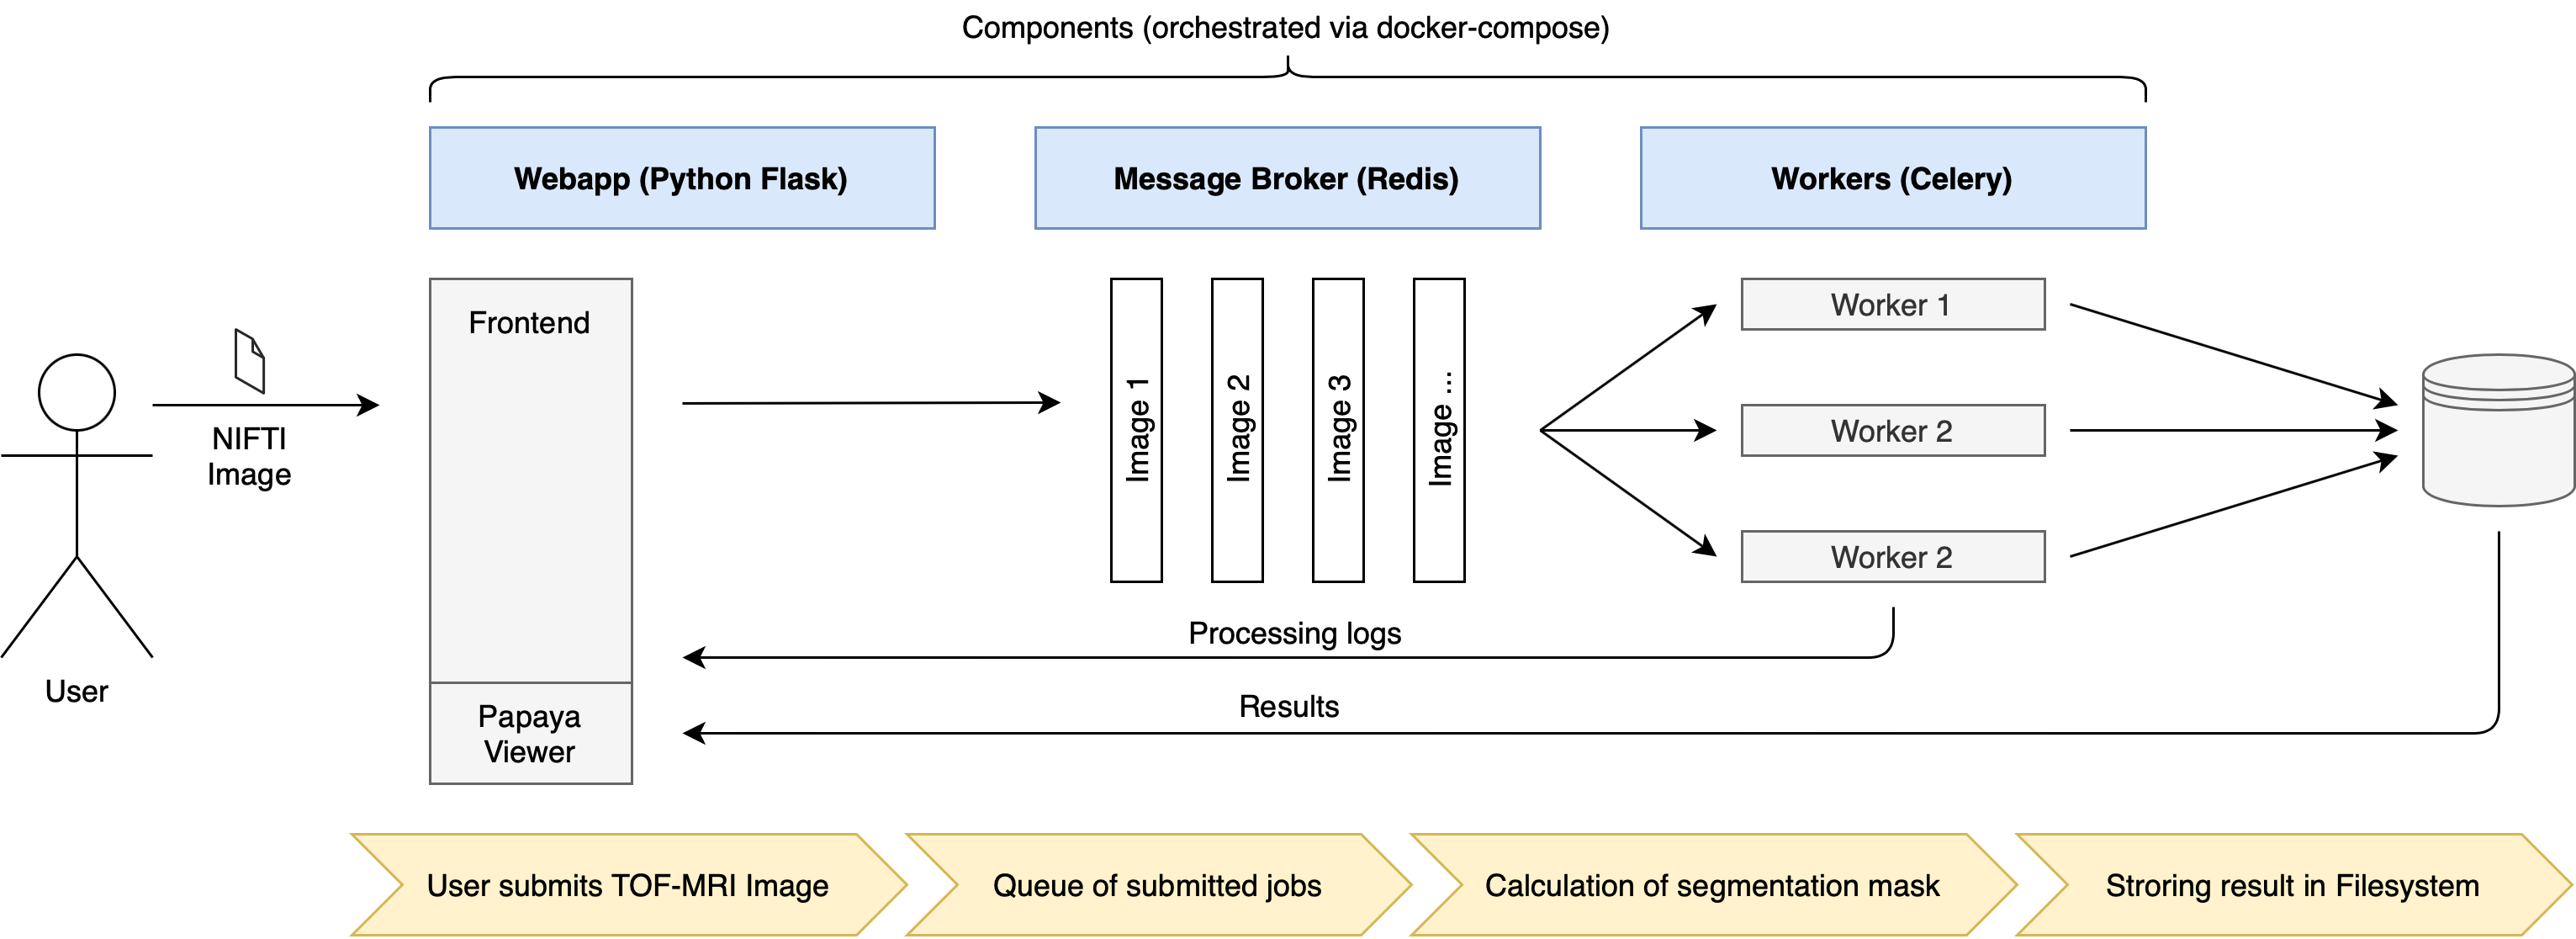 Components (orchestrated via docker-compose)
Webapp (Python Flask)
Message Broker (Redis)
Workers (Celery)
Frontend
NIFTI
Image
User
Image 1
Image 2
Image 3
Image ...
Worker 1
Worker 2
Worker 2
Processing logs
Results
Papaya
Viewer
User submits TOF-MRI Image
Queue of submitted jobs
Calculation of segmentation mask
Stroring result in Filesystem